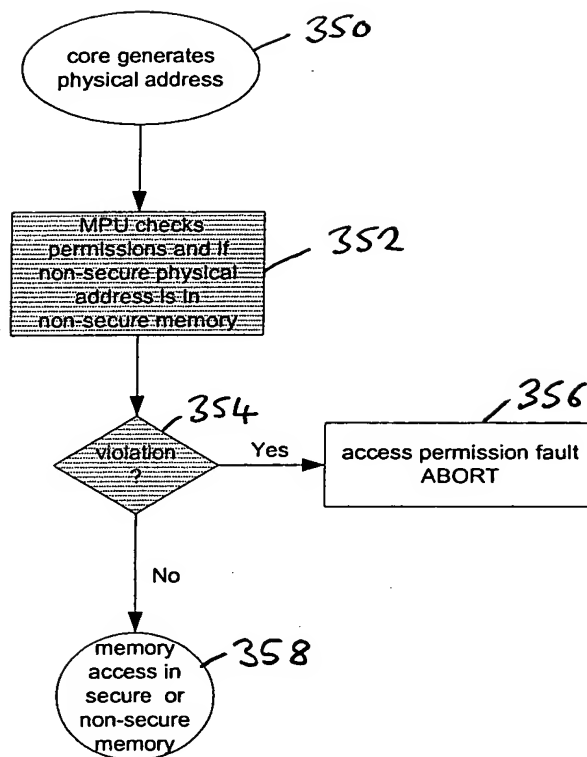 350
core generates
physical address
352
MPU checks
permissions and if
non-secure physical
address is in
non-secure memory
354
violation
?
Yes
356
access permission fault
ABORT
No
358
memory
access in
secure or
non-secure
memory